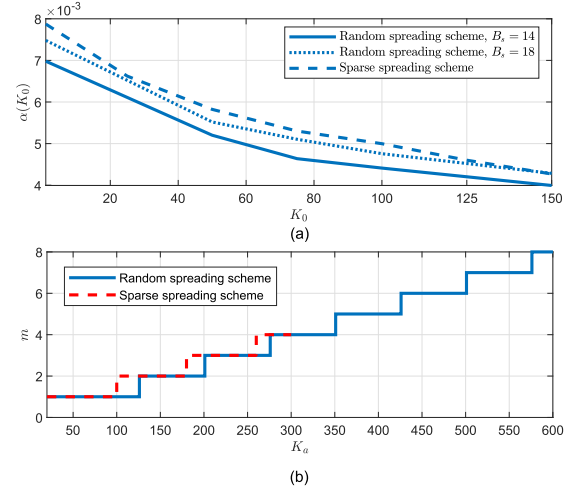 × 10⁻³
8
7
6
5
4
α(K₀)
Random spreading scheme, Bₛ = 14
Random spreading scheme, Bₛ = 18
Sparse spreading scheme
20 40 60 80 100 125 150
K₀
(a)
8
6
4
2
0
m
Random spreading scheme
Sparse spreading scheme
50 100 150 200 250 300 350 400 450 500 550 600
Kₐ
(b)